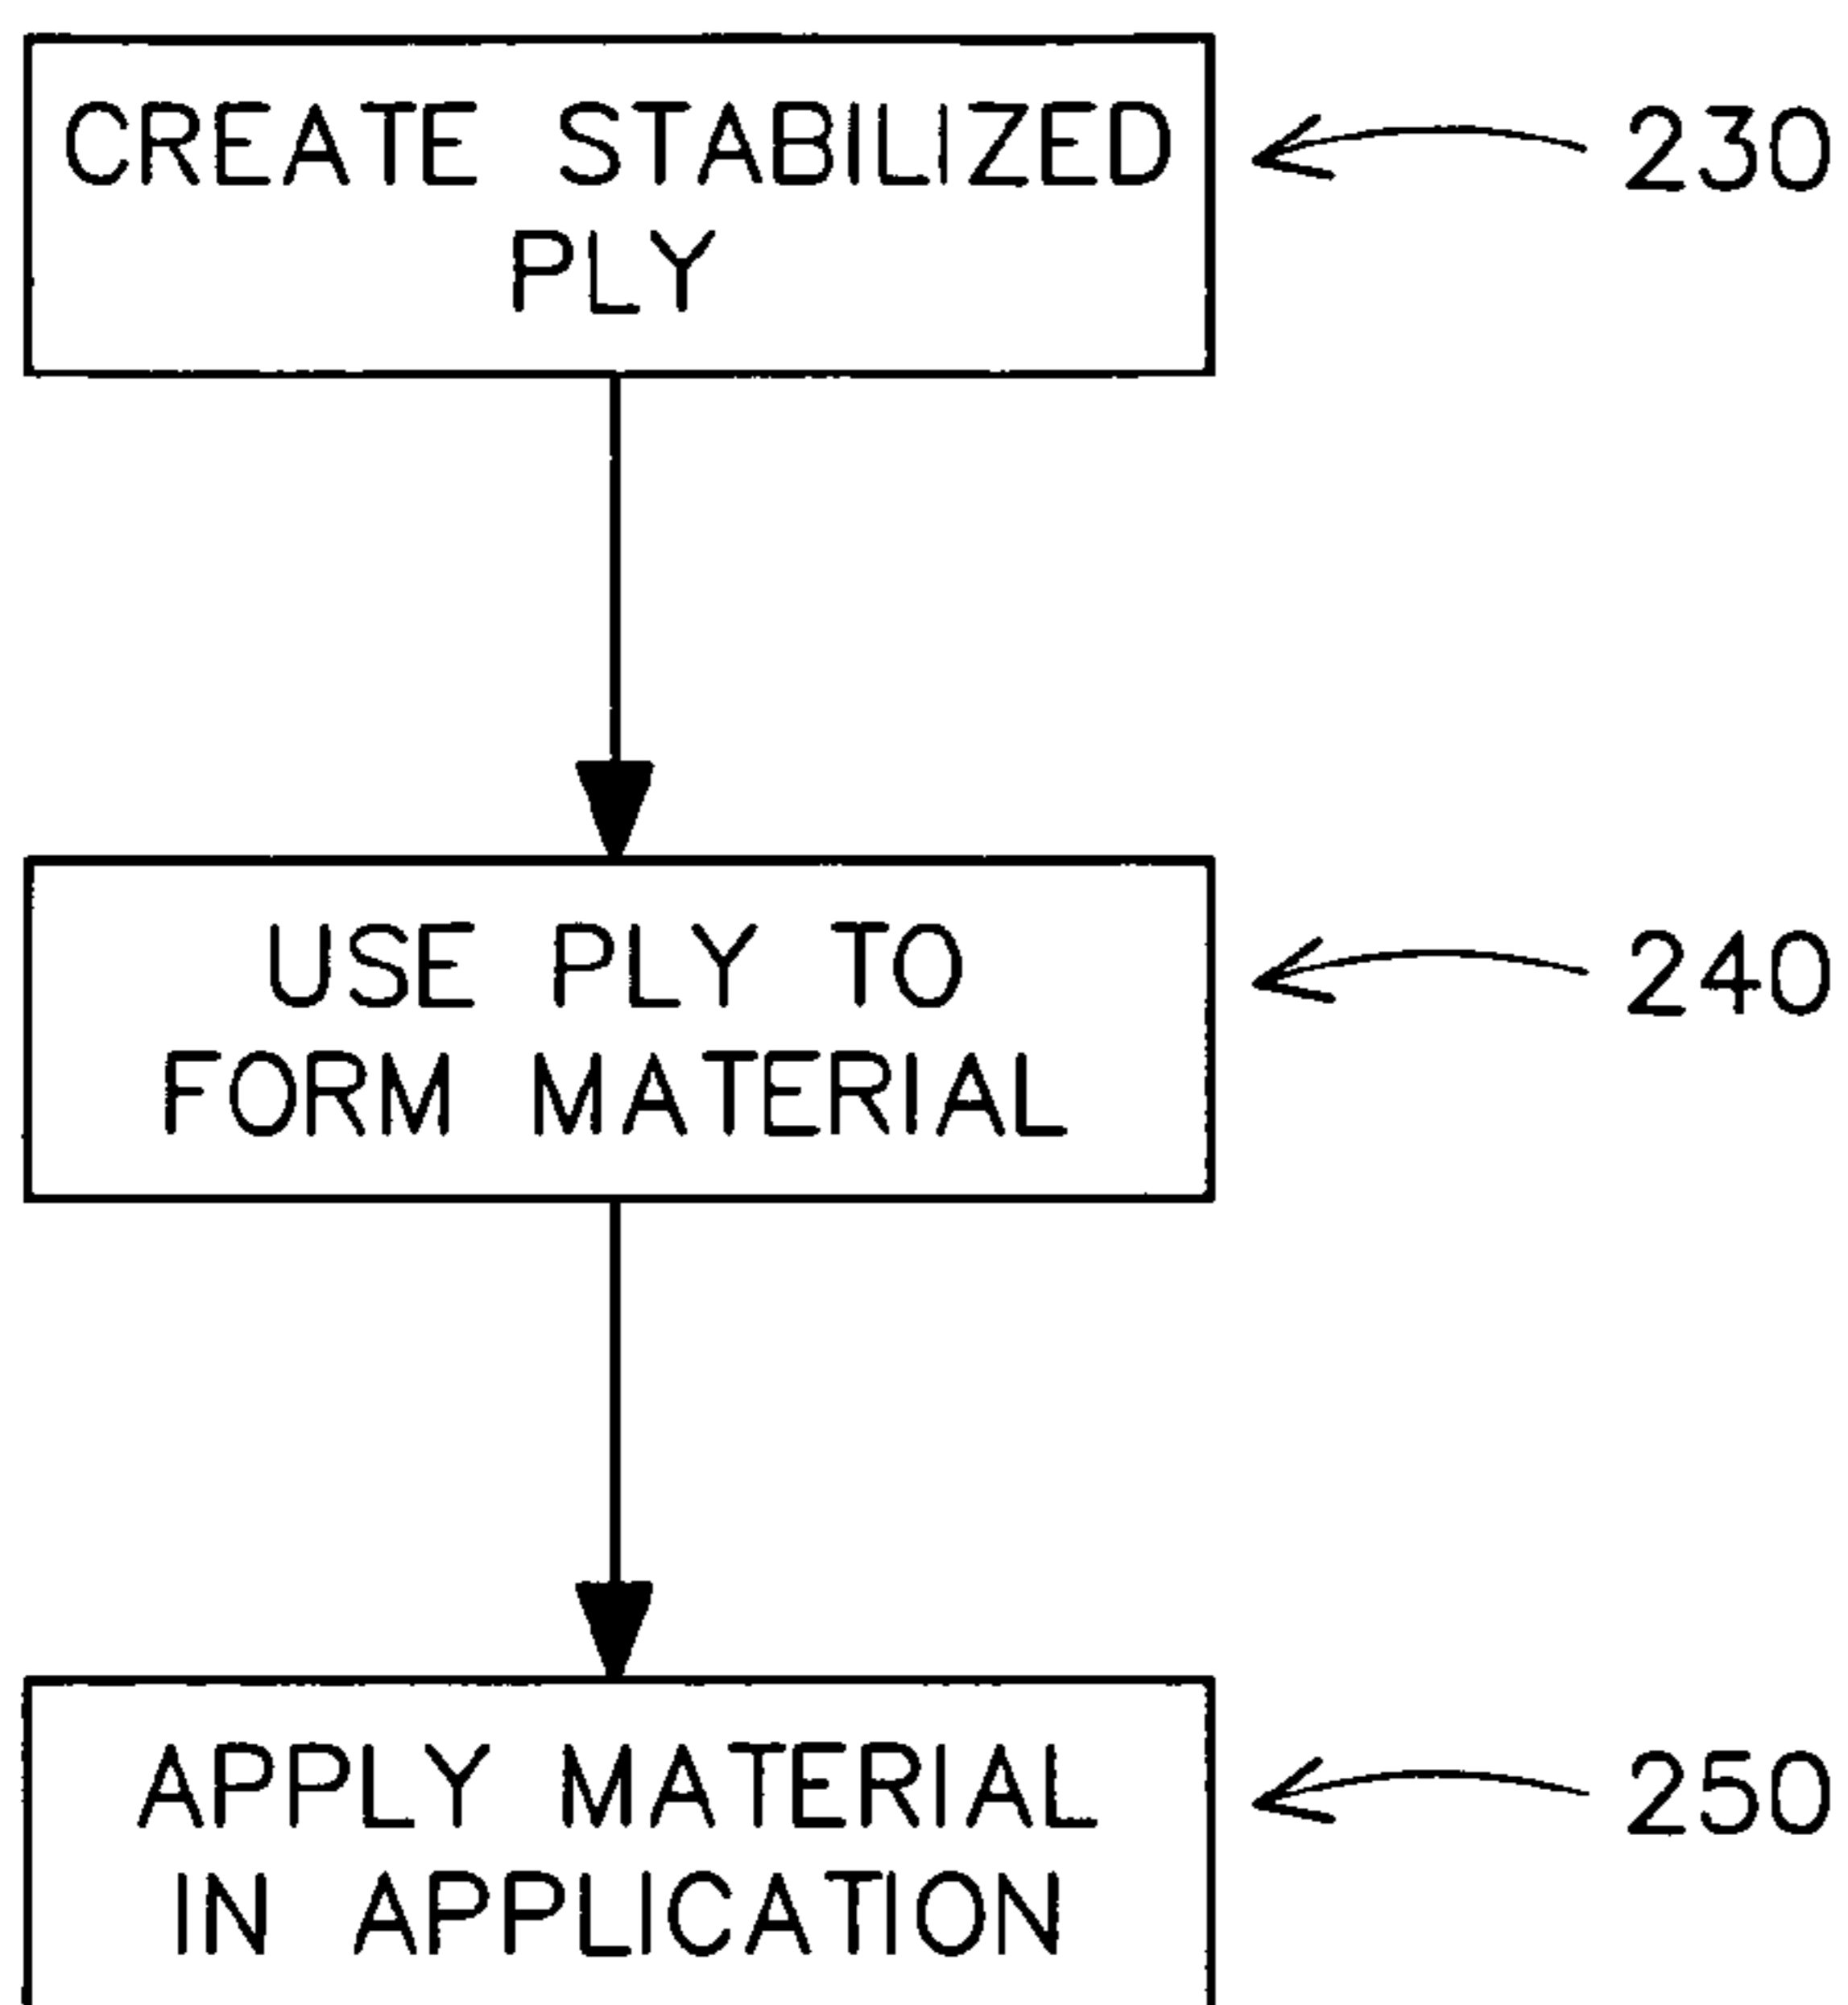 CREATE STABILIZED
PLY
230
USE PLY TO
FORM MATERIAL
240
APPLY MATERIAL
IN APPLICATION
250